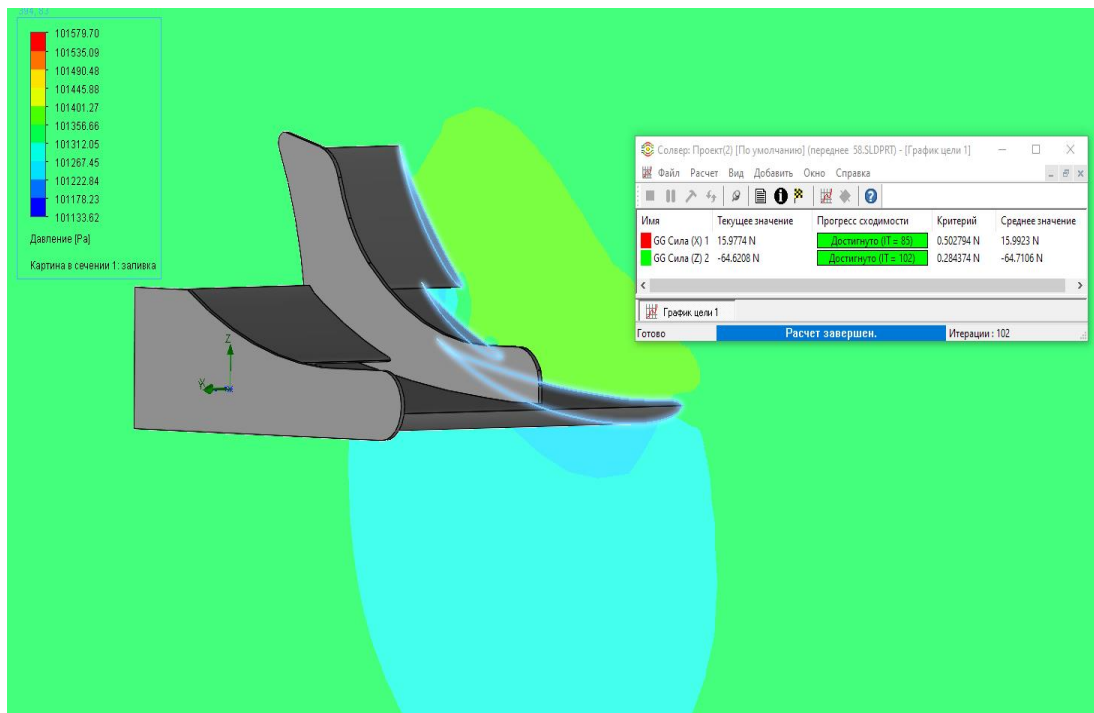 101579.70
101535.09
101490.48
101445.88
101401.27
101356.66
101312.05
101267.45
101222.84
101178.23
101133.62
Давление [Pa]
Картина в сечении 1: заливка
Z
Y
Солвер: Проект(2) [По умолчанию] (переднее 58.SLDPRT) - [График цели 1]
Файл Расчет Вид Добавить Окно Справка
Имя Текущее значение Прогресс сходимости Критерий Среднее значение
GG Сила (X) 1 15.9774 N Достигнуто (IT = 85) 0.502794 N 15.9923 N
GG Сила (Z) 2 -64.6208 N Достигнуто (IT = 102) 0.284374 N -64.7106 N
График цели 1
Готово Расчет завершен. Итерации : 102